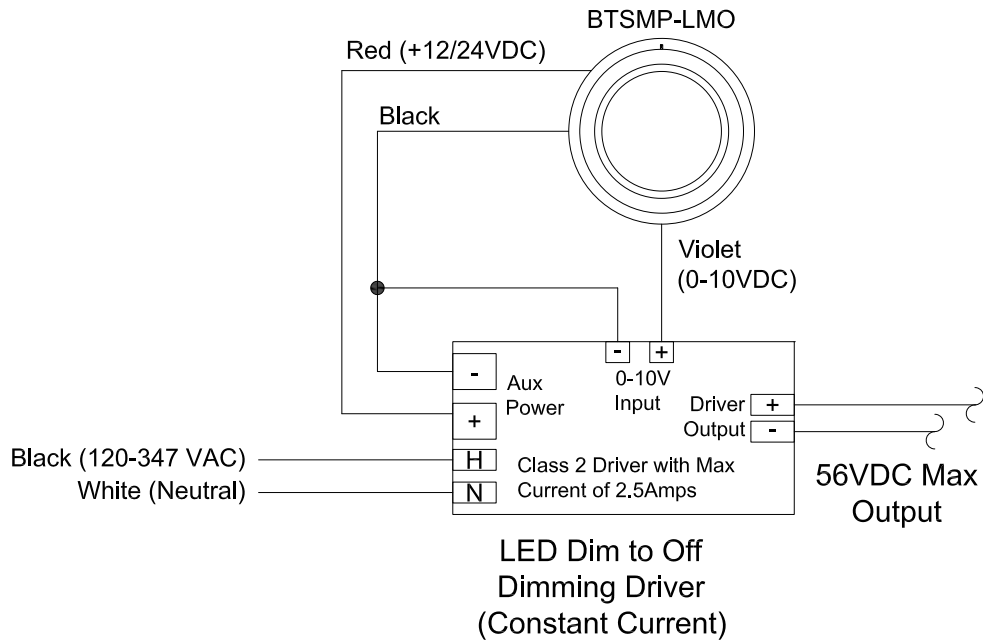 BTSMP-LMO
Red (+12/24VDC)
Black
Violet
(0-10VDC)
- +
0-10V
Input
-
Aux
Power
+
Driver +
Output -
Black (120-347 VAC) H
White (Neutral) N
Class 2 Driver with Max
Current of 2.5Amps
56VDC Max
Output
LED Dim to Off
Dimming Driver
(Constant Current)